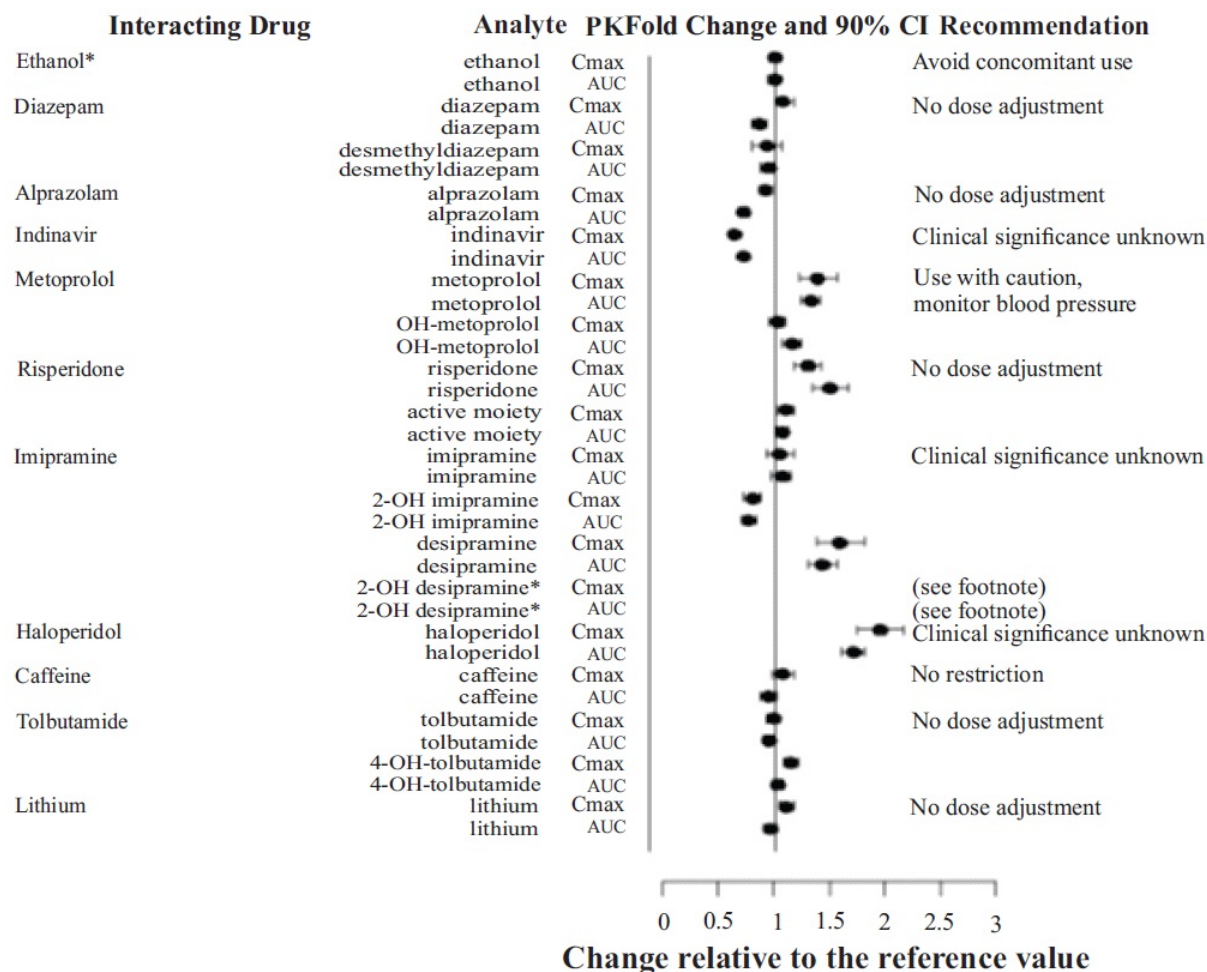 Interacting Drug Analyte PK Fold Change and 90% CI Recommendation
Ethanol* ethanol Cmax Avoid concomitant use
ethanol AUC
Diazepam diazepam Cmax No dose adjustment
diazepam AUC
desmethyldiazepam Cmax
desmethyldiazepam AUC
Alprazolam alprazolam Cmax No dose adjustment
alprazolam AUC
Indinavir indinavir Cmax Clinical significance unknown
indinavir AUC
Metoprolol metoprolol Cmax Use with caution,
metoprolol AUC monitor blood pressure
OH-metoprolol Cmax
OH-metoprolol AUC
Risperidone risperidone Cmax No dose adjustment
risperidone AUC
active moiety Cmax
active moiety AUC
Imipramine imipramine Cmax Clinical significance unknown
imipramine AUC
2-OH imipramine Cmax
2-OH imipramine AUC
desipramine Cmax
desipramine AUC
2-OH desipramine* Cmax (see footnote)
2-OH desipramine* AUC (see footnote)
Haloperidol haloperidol Cmax Clinical significance unknown
haloperidol AUC
Caffeine caffeine Cmax No restriction
caffeine AUC
Tolbutamide tolbutamide Cmax No dose adjustment
tolbutamide AUC
4-OH-tolbutamide Cmax
4-OH-tolbutamide AUC
Lithium lithium Cmax No dose adjustment
lithium AUC
0 0.5 1 1.5 2 2.5 3
Change relative to the reference value